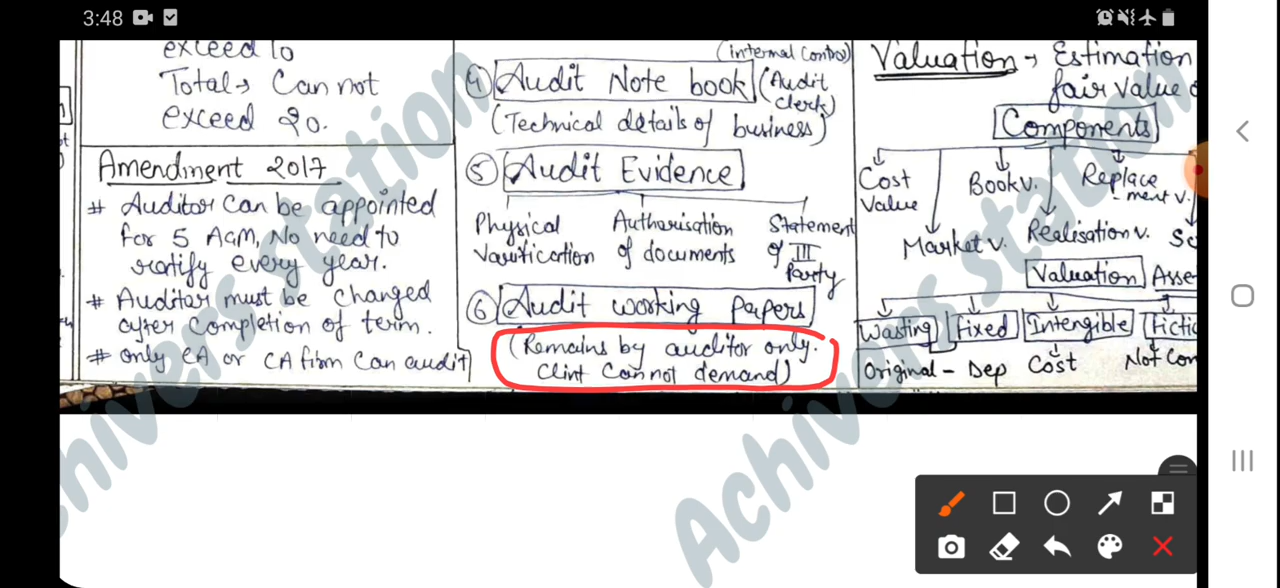 3:48
exceed 10
Total→ Can not
exceed 20.
Amendment 2017
# Auditor can be appointed
for 5 AGM, No need to
ratify every year.
# Auditor must be changed
after completion of term.
# only CA or CA firm can audit
(internal control)
4) Audit Note book (Audit
clerk)
(Technical details of business)
5 Audit Evidence
Physical Autharisation Statement
Varification of documents of III
Party
6 Audit working papers
(Remains by auditor only.
Clint Cannot demand)
Valuation → Estimation
fair value
Components
Cost Book v. Replace
Value -ment v.
Market v. Realisation v.
Valuation Asse
Wasting Fixed Intengible Ficti
Original - Dep Cost Not Con
Achivers station
Achivers